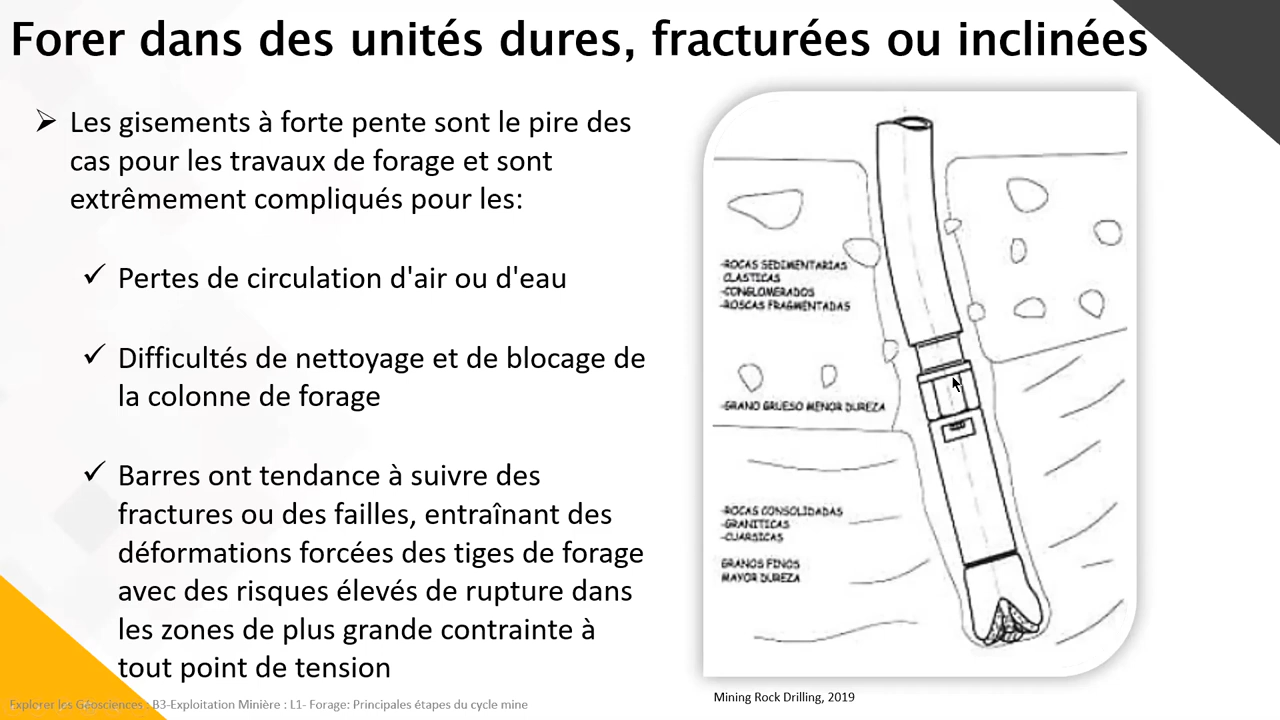 Forer dans des unités dures, fracturées ou inclinées
Les gisements à forte pente sont le pire des
cas pour les travaux de forage et sont
extrêmement compliqués pour les:
Pertes de circulation d'air ou d'eau
Difficultés de nettoyage et de blocage de
la colonne de forage
Barres ont tendance à suivre des
fractures ou des failles, entraînant des
déformations forcées des tiges de forage
avec des risques élevés de rupture dans
les zones de plus grande contrainte à
tout point de tension
-ROCAS SEDIMENTARIAS
CLASTICAS
-CONGLOMERADOS
-ROSCAS FRAGMENTADAS
-GRANO GRUESO MENOR DUREZA
-ROCAS CONSOLIDADAS
-GRANITICAS
-CUARSICAS
GRANOS FINOS
MAYOR DUREZA
Mining Rock Drilling, 2019
Explorer les Géosciences : B3-Exploitation Minière : L1- Forage: Principales étapes du cycle mine